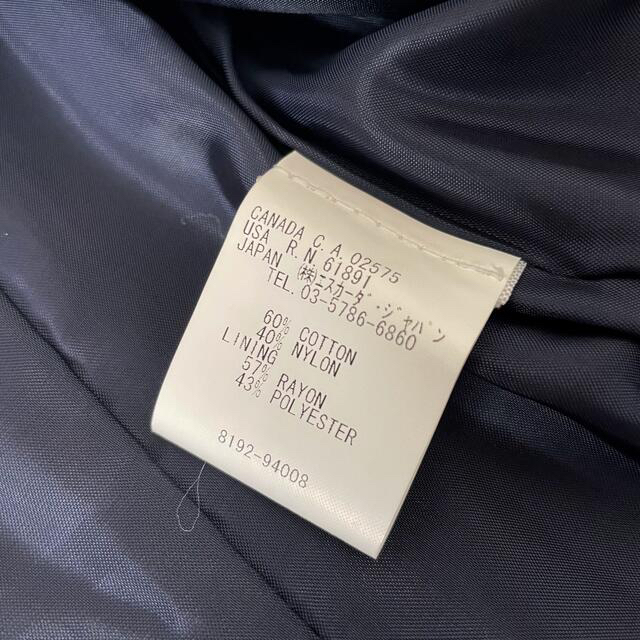 CANADA C.A.02575
USA R.N.61891
JAPAN ㈱エスカーダ・ジャパン
TEL.03-5786-6860
60% COTTON
40% NYLON
LINING
57% RAYON
43% POLYESTER
8192-94008